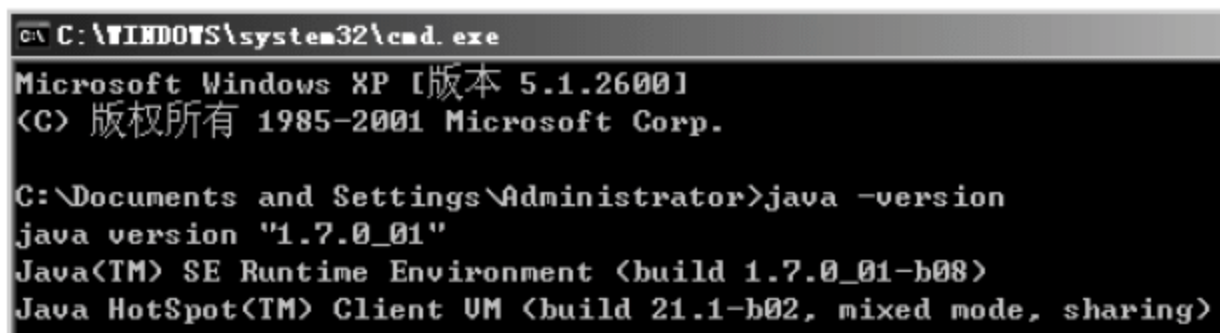 C:\WINDOWS\system32\cmd.exe
Microsoft Windows XP [版本 5.1.2600]
(C) 版权所有 1985-2001 Microsoft Corp.
C:\Documents and Settings\Administrator>java -version
java version "1.7.0_01"
Java(TM) SE Runtime Environment (build 1.7.0_01-b08)
Java HotSpot(TM) Client VM (build 21.1-b02, mixed mode, sharing)